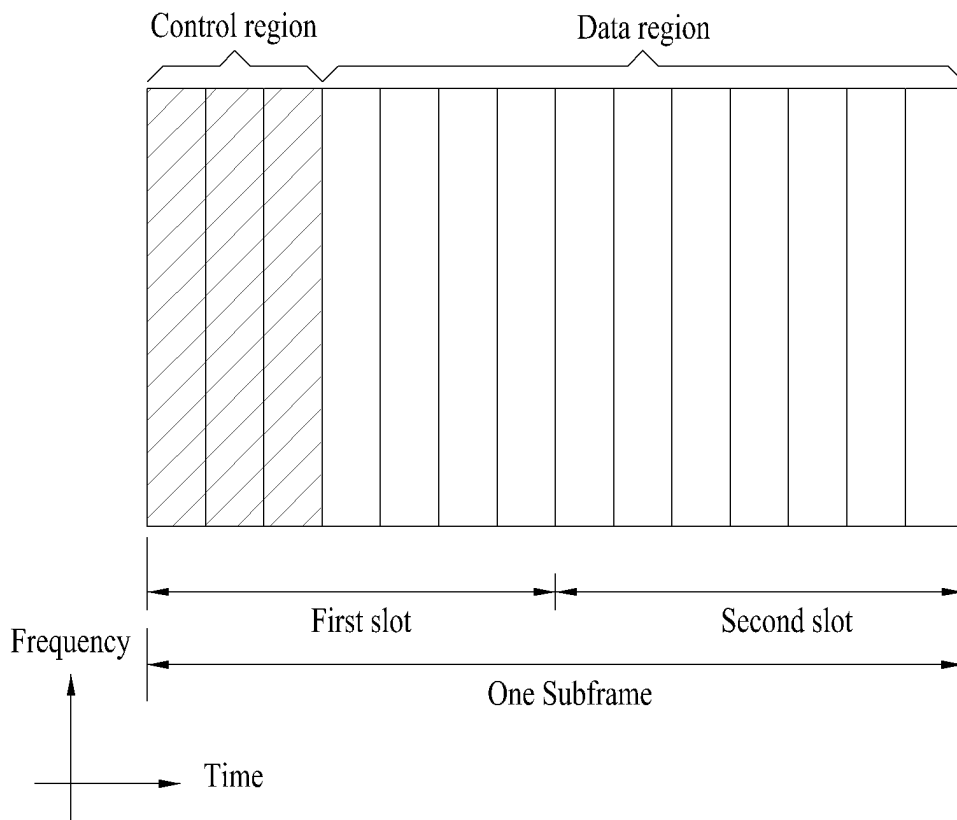 Control region
Data region
First slot
Second slot
Frequency
One Subframe
Time